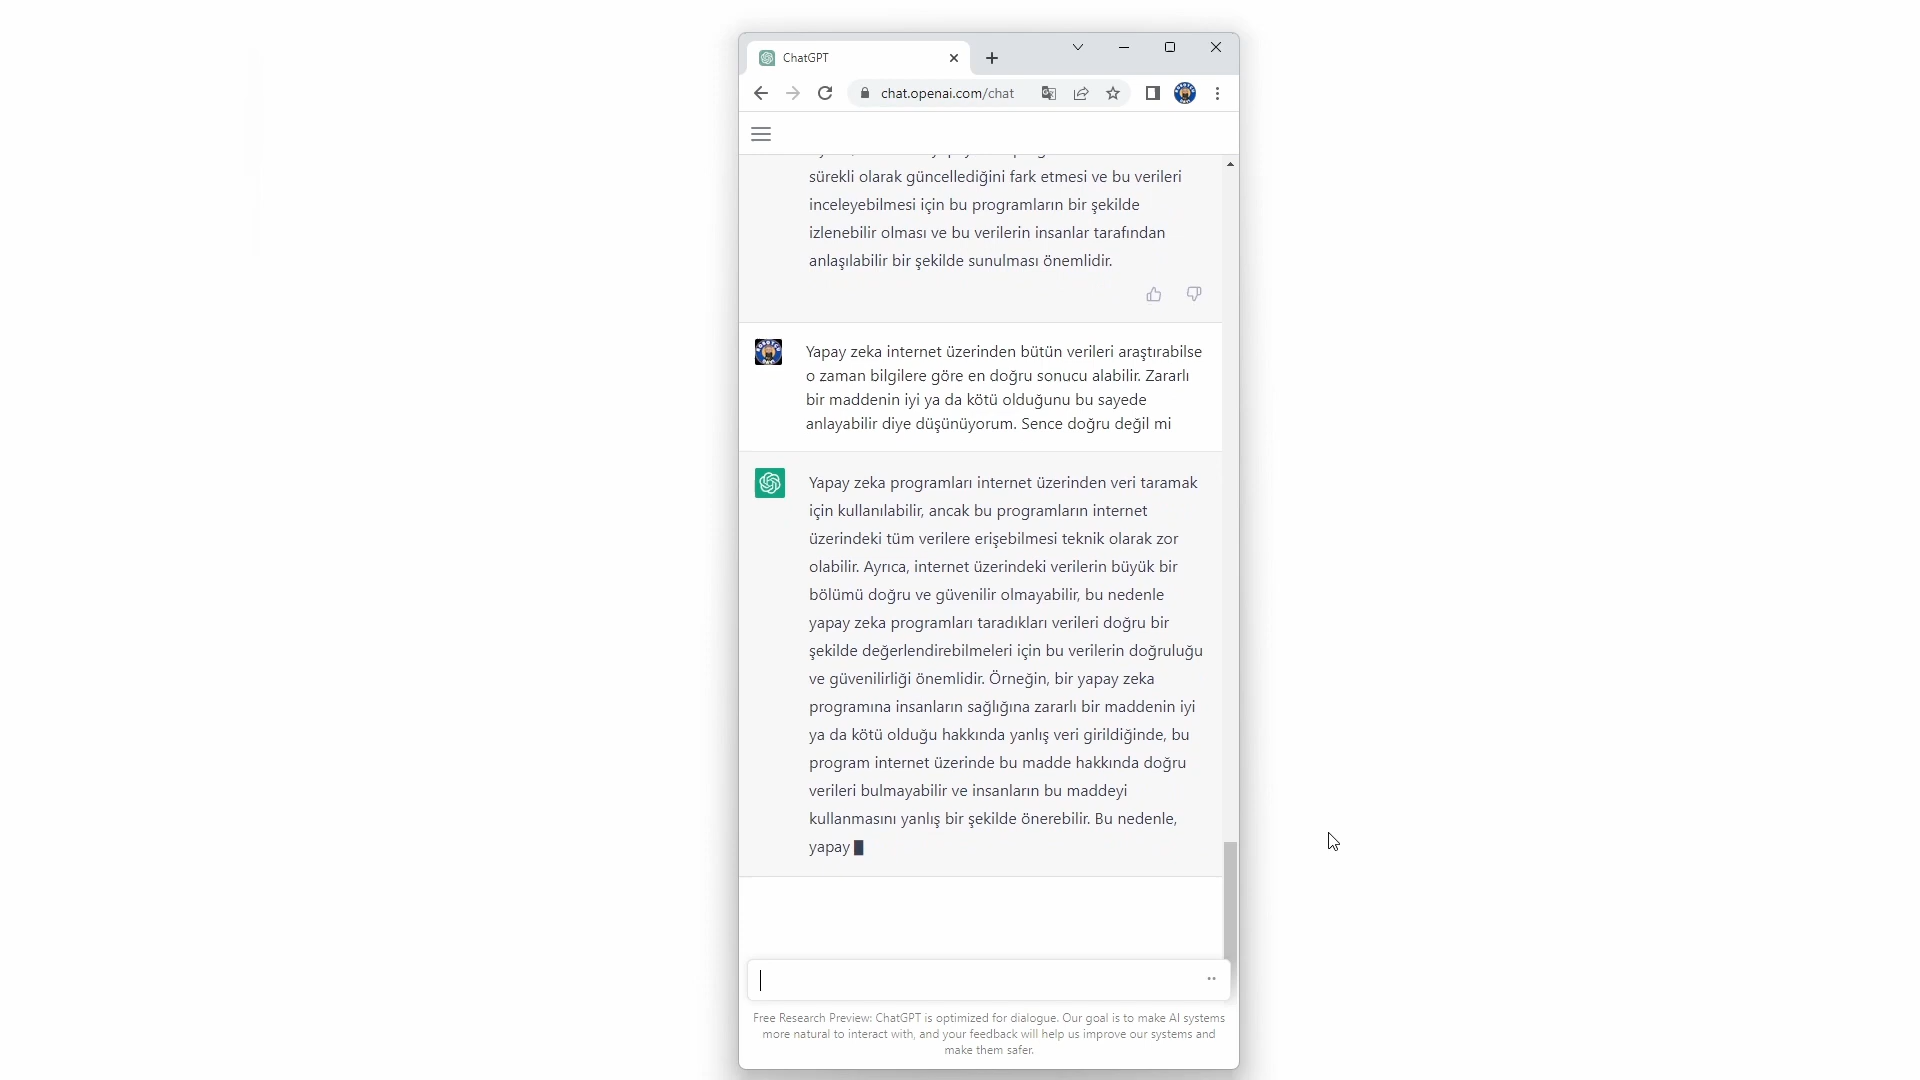 ChatGPT
chat.openai.com/chat
sürekli olarak güncellediğini fark etmesi ve bu verileri
inceleyebilmesi için bu programların bir şekilde
izlenebilir olması ve bu verilerin insanlar tarafından
anlaşılabilir bir şekilde sunulması önemlidir.
Yapay zeka internet üzerinden bütün verileri araştırabilse
o zaman bilgilere göre en doğru sonucu alabilir. Zararlı
bir maddenin iyi ya da kötü olduğunu bu sayede
anlayabilir diye düşünüyorum. Sence doğru değil mi
Yapay zeka programları internet üzerinden veri taramak
için kullanılabilir, ancak bu programların internet
üzerindeki tüm verilere erişebilmesi teknik olarak zor
olabilir. Ayrıca, internet üzerindeki verilerin büyük bir
bölümü doğru ve güvenilir olmayabilir, bu nedenle
yapay zeka programları taradıkları verileri doğru bir
şekilde değerlendirebilmeleri için bu verilerin doğruluğu
ve güvenilirliği önemlidir. Örneğin, bir yapay zeka
programına insanların sağlığına zararlı bir maddenin iyi
ya da kötü olduğu hakkında yanlış veri girildiğinde, bu
program internet üzerinde bu madde hakkında doğru
verileri bulmayabilir ve insanların bu maddeyi
kullanmasını yanlış bir şekilde önerebilir. Bu nedenle,
yapay
Free Research Preview: ChatGPT is optimized for dialogue. Our goal is to make AI systems
more natural to interact with, and your feedback will help us improve our systems and
make them safer.